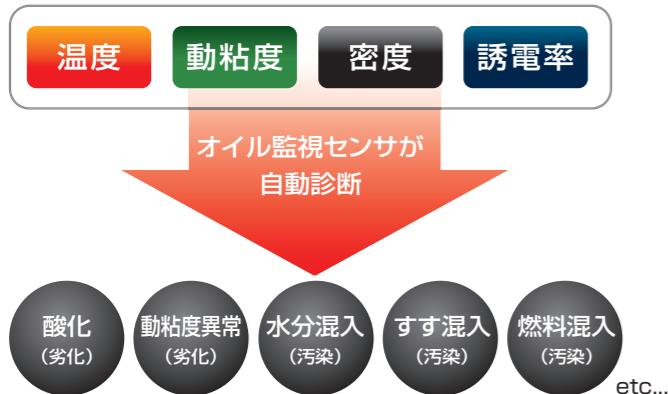 温度 動粘度 密度 誘電率
オイル監視センサが
自動診断
酸化 動粘度異常 水分混入 すす混入 燃料混入
（劣化） （劣化） （汚染） （汚染） （汚染）
etc...